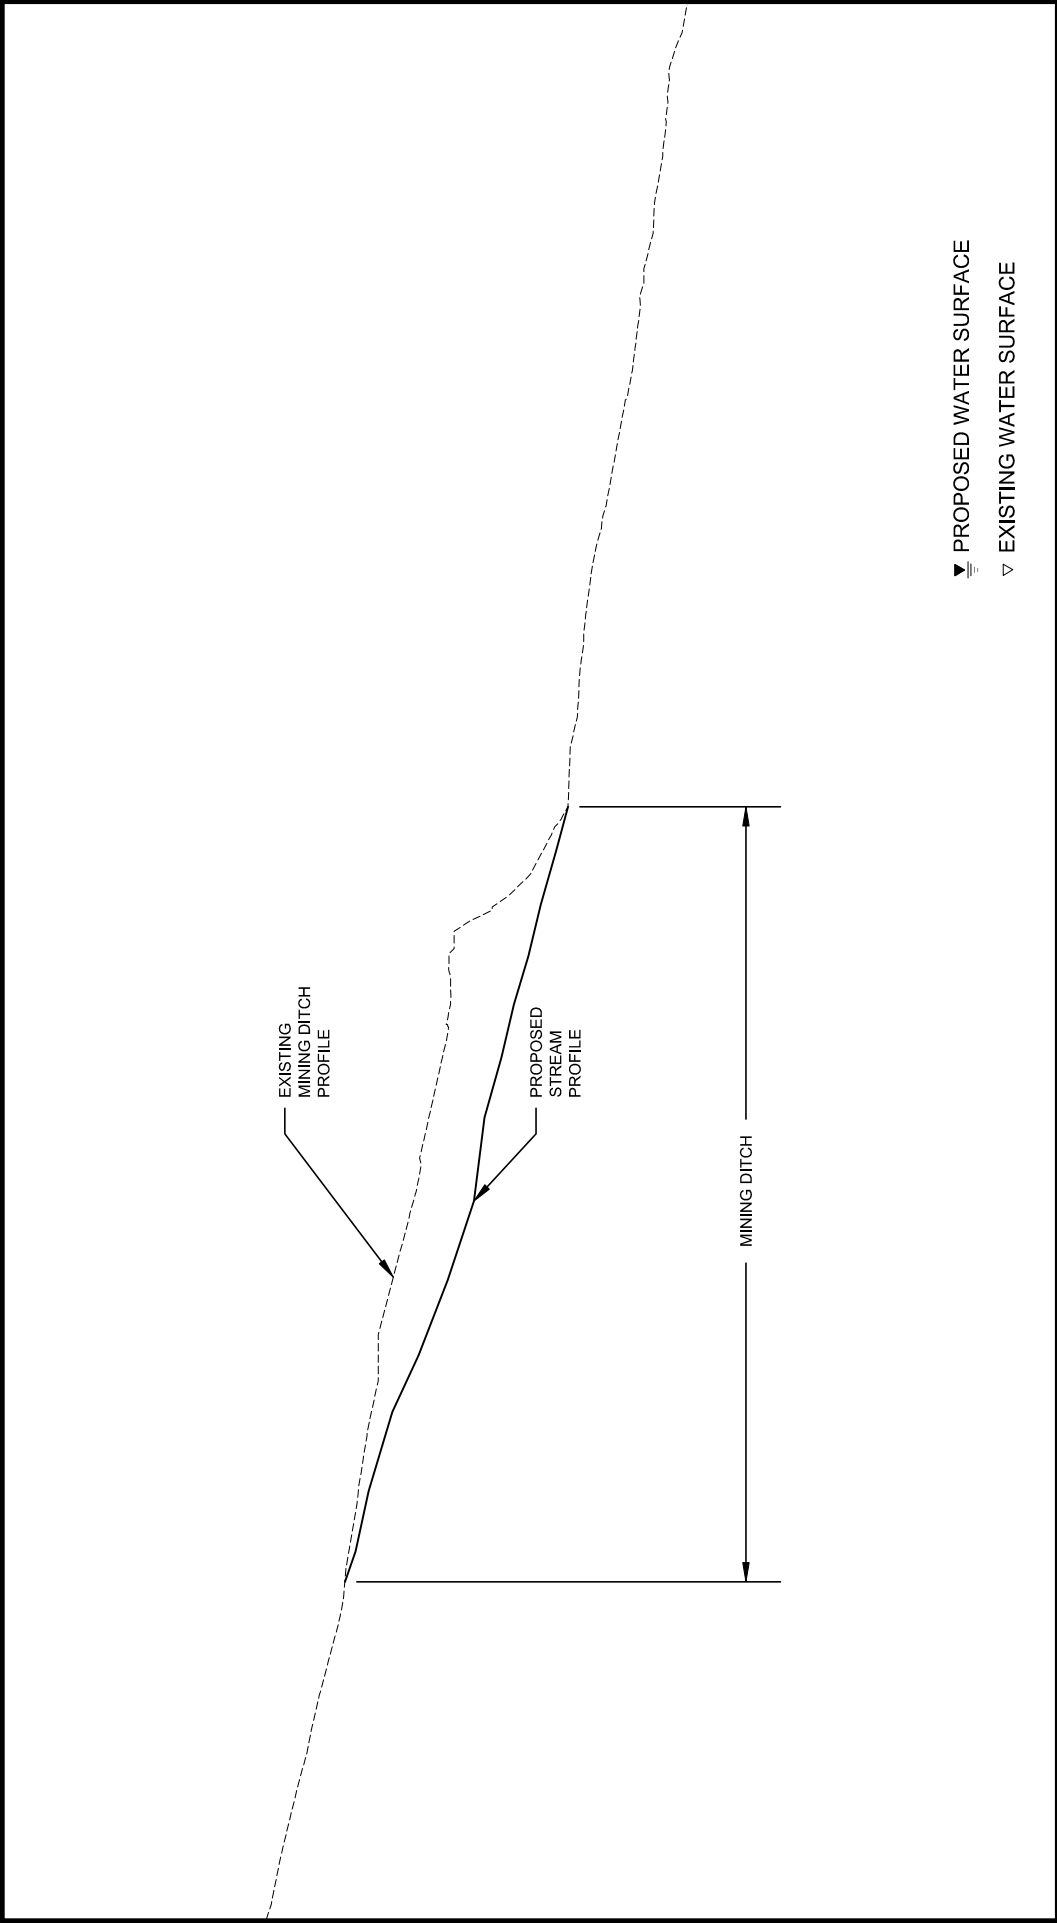 EXISTING
MINING DITCH
PROFILE
PROPOSED
STREAM
PROFILE
MINING DITCH
PROPOSED WATER SURFACE
EXISTING WATER SURFACE